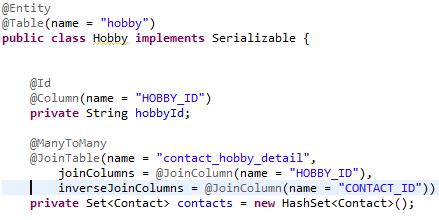 @Entity
@Table(name = "hobby")
public class Hobby implements Serializable {
@Id
@Column(name = "HOBBY_ID")
private String hobbyId;
@ManyToMany
@JoinTable(name = "contact_hobby_detail",
joinColumns = @JoinColumn(name = "HOBBY_ID"),
inverseJoinColumns = @JoinColumn(name = "CONTACT_ID"))
private Set<Contact> contacts = new HashSet<Contact>();